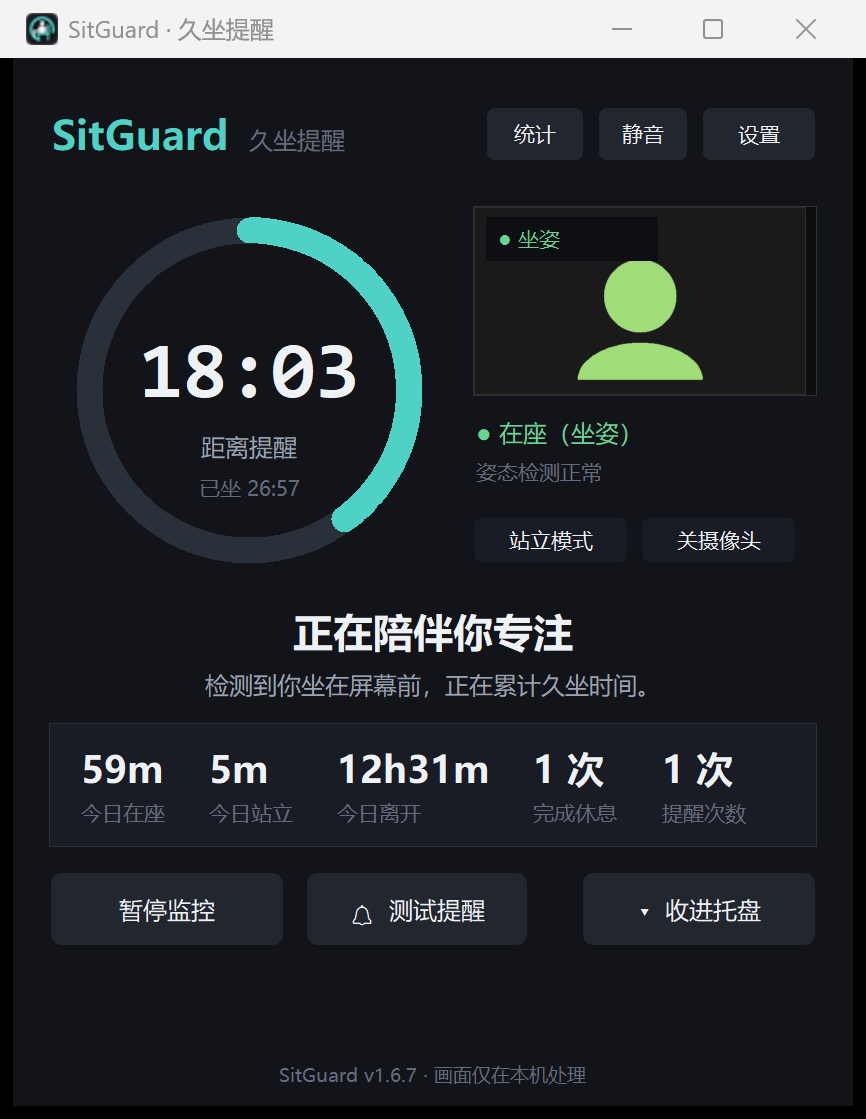 SitGuard · 久坐提醒
SitGuard 久坐提醒
统计 静音 设置
坐姿
18:03
距离提醒
已坐 26:57
在座（坐姿）
姿态检测正常
站立模式 关摄像头
正在陪伴你专注
检测到你坐在屏幕前，正在累计久坐时间。
59m 5m 12h31m 1 次 1 次
今日在座 今日站立 今日离开 完成休息 提醒次数
暂停监控 测试提醒 收进托盘
SitGuard v1.6.7 · 画面仅在本机处理